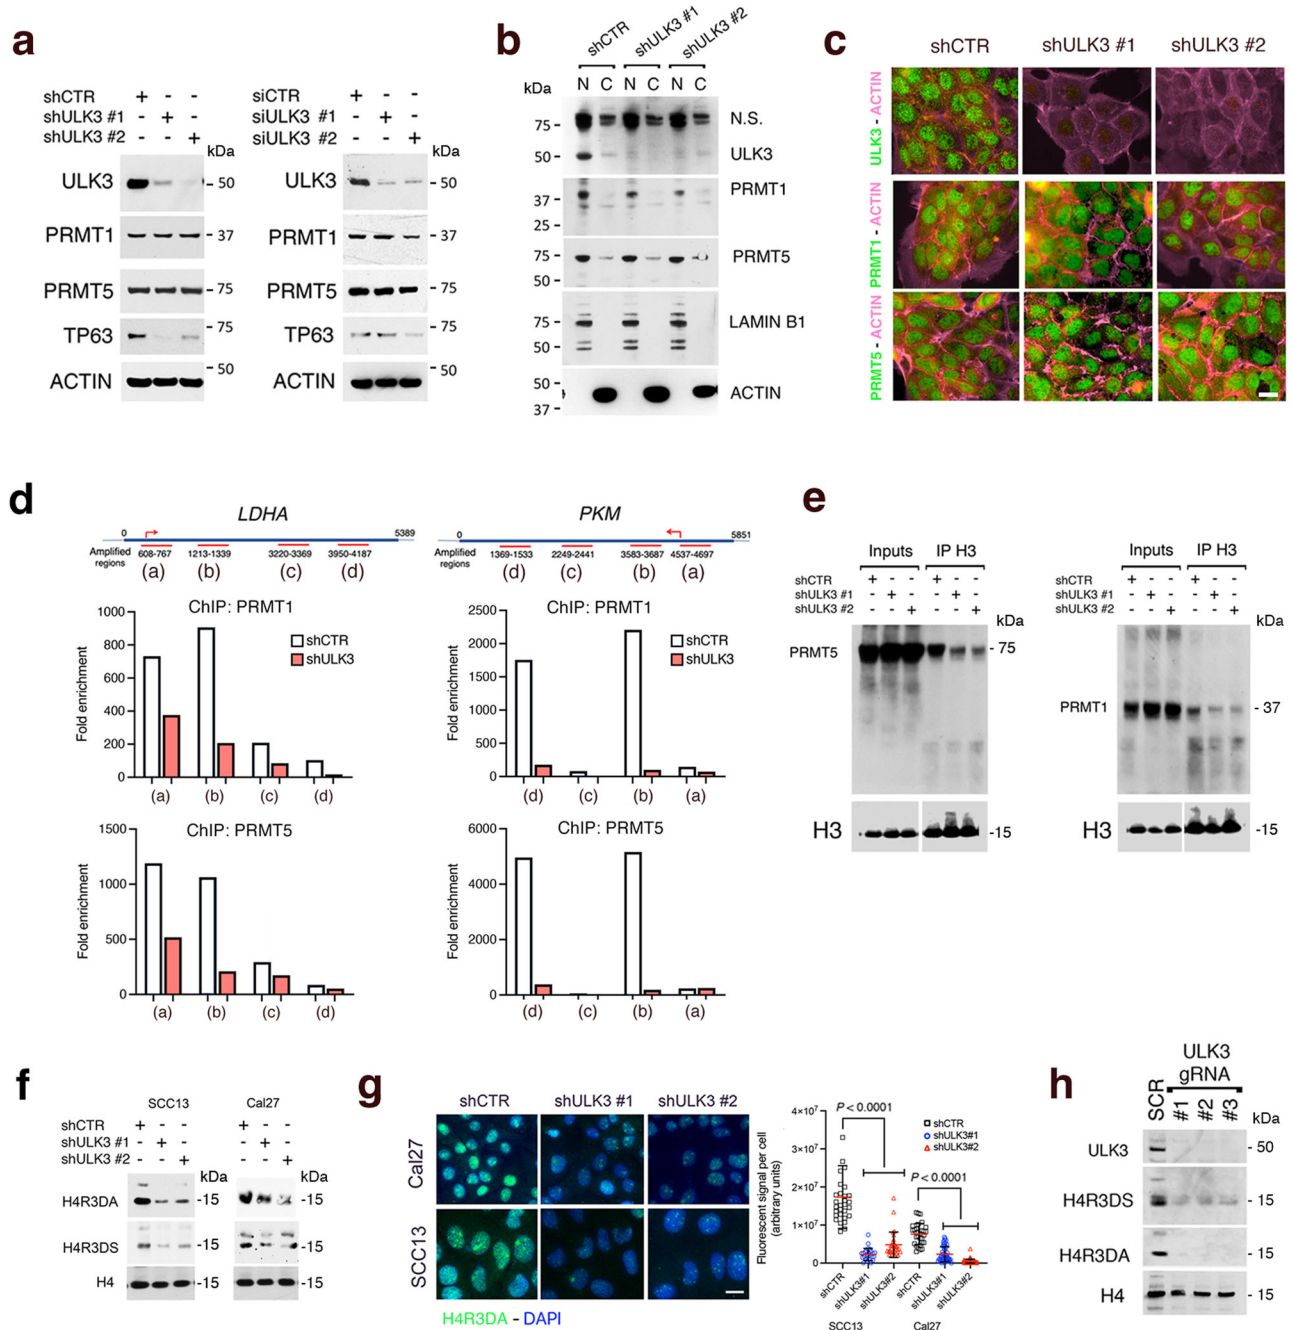 a
shCTR + - -
shULK3 #1 - + -
shULK3 #2 - - +
kDa
ULK3 - 50
PRMT1 - 37
PRMT5 - 75
TP63 - 75
- 50
ACTIN
siCTR + - -
siULK3 #1 - + -
siULK3 #2 - - +
kDa
ULK3 - 50
PRMT1 - 37
PRMT5 - 75
TP63 - 75
- 50
ACTIN
b
shCTR shULK3 #1 shULK3 #2
kDa N C N C N C
75 - N.S.
50 - ULK3
37 - PRMT1
25 -
75 - PRMT5
50 -
75 - LAMIN B1
50 -
50 - ACTIN
37 -
c
shCTR shULK3 #1 shULK3 #2
ULK3 - ACTIN
PRMT1 - ACTIN
PRMT5 - ACTIN
d
LDHA
0 5389
Amplified regions
608-767 1213-1339 3220-3369 3950-4187
(a) (b) (c) (d)
PKM
0 5851
Amplified regions
1369-1533 2249-2441 3583-3687 4537-4697
(d) (c) (b) (a)
ChIP: PRMT1
shCTR
shULK3
Fold enrichment
1000
800
600
400
200
0
(a) (b) (c) (d)
ChIP: PRMT1
shCTR
shULK3
Fold enrichment
2500
2000
1500
1000
500
0
(d) (c) (b) (a)
ChIP: PRMT5
Fold enrichment
1500
1000
500
0
(a) (b) (c) (d)
ChIP: PRMT5
Fold enrichment
6000
4000
2000
0
(d) (c) (b) (a)
e
Inputs IP H3
shCTR + - - + - -
shULK3 #1 - + - - + -
shULK3 #2 - - + - - +
kDa
PRMT5 - 75
H3 -15
Inputs IP H3
shCTR + - - + - -
shULK3 #1 - + - - + -
shULK3 #2 - - + - - +
kDa
PRMT1 - 37
H3 -15
f
SCC13 Cal27
shCTR + - - + - -
shULK3 #1 - + - - + -
shULK3 #2 - - + - - +
kDa kDa
H4R3DA -15 -15
H4R3DS -15 -15
H4 -15 -15
g
shCTR shULK3 #1 shULK3 #2
Cal27
SCC13
H4R3DA - DAPI
Fluorescent signal per cell
(arbitrary units)
4×10⁷
3×10⁷
2×10⁷
1×10⁷
0
P < 0.0001
P < 0.0001
shCTR
shULK3#1
shULK3#2
shCTR shULK3#1 shULK3#2 shCTR shULK3#1 shULK3#2
SCC13 Cal27
h
ULK3
gRNA
SCR #1 #2 #3 kDa
ULK3 - 50
H4R3DS - 15
H4R3DA - 15
H4 - 15